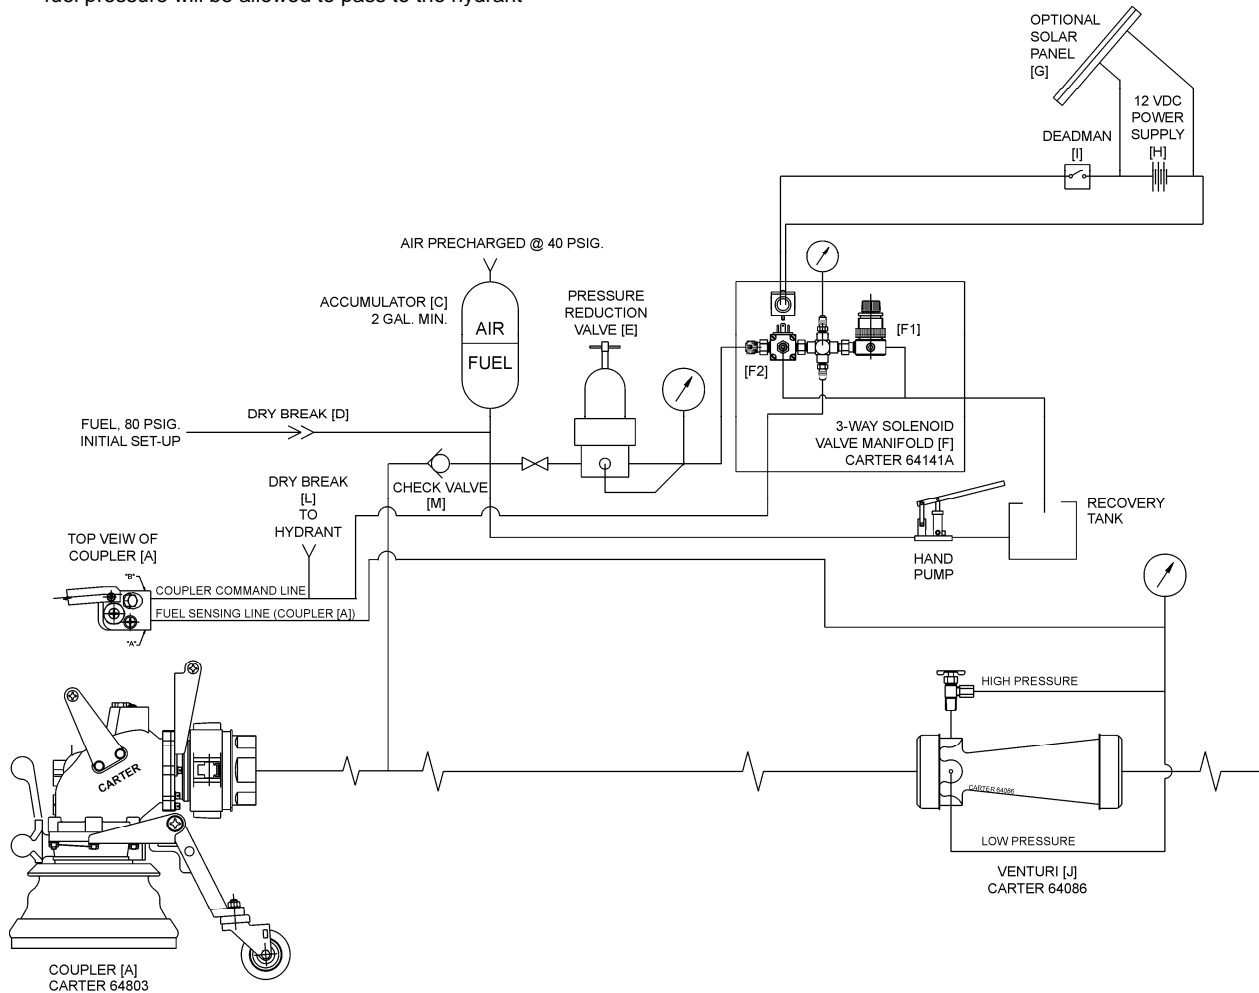 fuel pressure will be allowed to pass to the hydrant
OPTIONAL
SOLAR
PANEL
[G]
12 VDC
POWER
SUPPLY
[H]
DEADMAN
[I]
AIR PRECHARGED @ 40 PSIG.
ACCUMULATOR [C]
2 GAL. MIN.
AIR
FUEL
PRESSURE
REDUCTION
VALVE [E]
[F1]
[F2]
3-WAY SOLENOID
VALVE MANIFOLD [F]
CARTER 64141A
DRY BREAK [D]
FUEL, 80 PSIG.
INITIAL SET-UP
CHECK VALVE
[M]
DRY BREAK
[L]
TO
HYDRANT
RECOVERY
TANK
HAND
PUMP
TOP VEIW OF
COUPLER [A]
"B"
COUPLER COMMAND LINE
FUEL SENSING LINE (COUPLER [A])
"A"
HIGH PRESSURE
CARTER
CARTER 64086
LOW PRESSURE
VENTURI [J]
CARTER 64086
COUPLER [A]
CARTER 64803